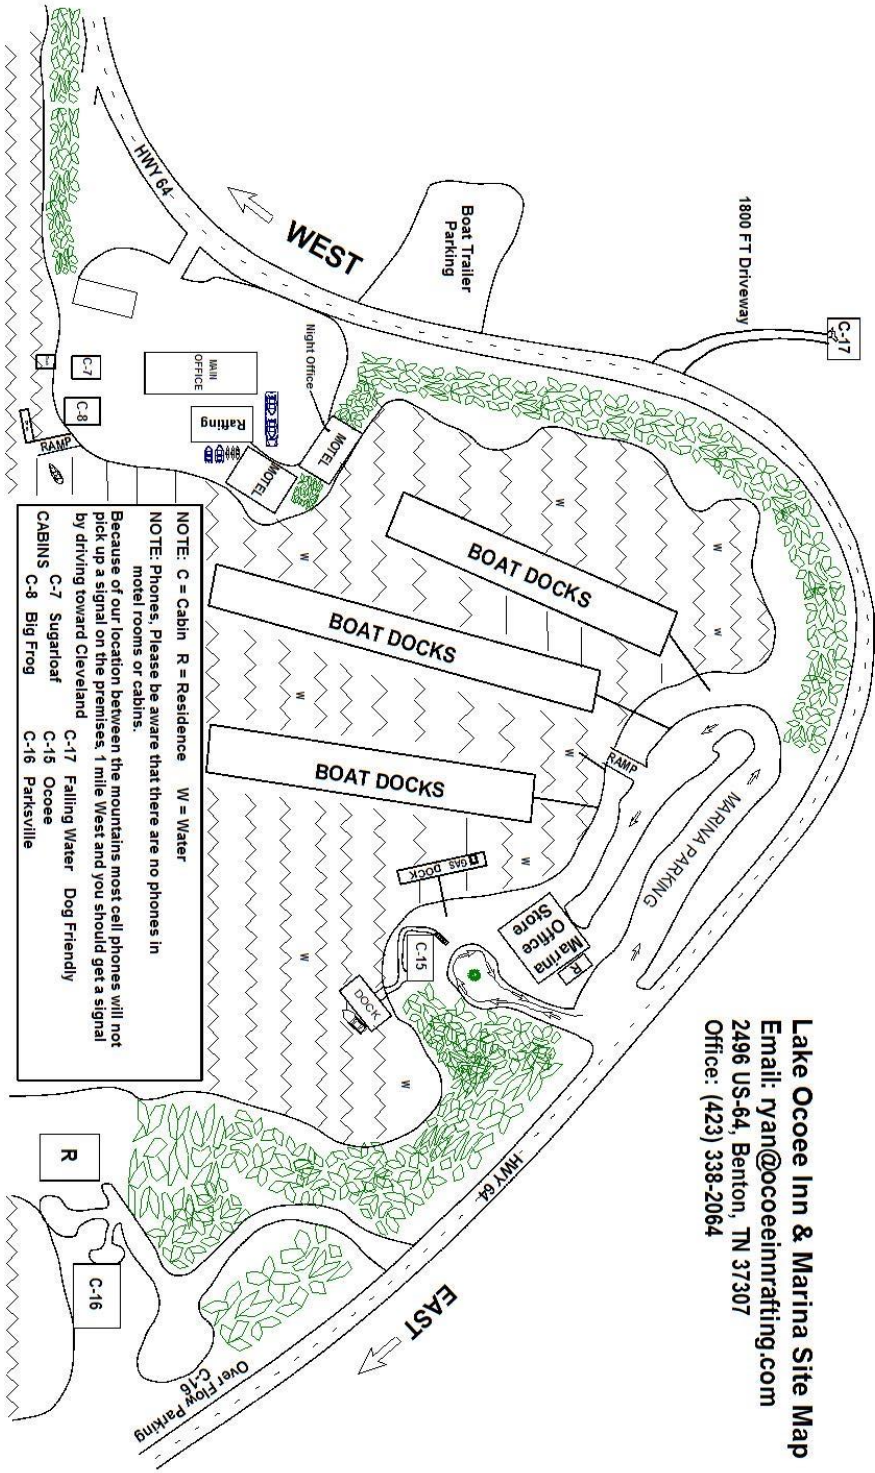 Lake Ocoee Inn & Marina Site Map
Email: ryan@ocoeeinnrafting.com
2496 US-64, Benton, TN 37307
Office: (423) 338-2064
C-17
1800 FT Driveway
Boat Trailer
Parking
WEST
HWY 64
Night Office
MAIN
OFFICE
Rafting
MOTEL
MOTEL
C-7
C-8
RAMP
W
W
W
W
BOAT DOCKS
BOAT DOCKS
BOAT DOCKS
W
W
W
W
W
RAMP
MARINA PARKING
GAS DOCK
Marina
Office
Store
R
C-15
DOCK
HWY 64
EAST
Over Flow Parking
C-16
R
C-16
NOTE: C = Cabin R = Residence W = Water
NOTE: Phones, Please be aware that there are no phones in
motel rooms or cabins.
Because of our location between the mountains most cell phones will not
pick up a signal on the premises, 1 mile West and you should get a signal
by driving toward Cleveland
CABINS C-7 Sugarloaf C-17 Falling Water Dog Friendly
C-8 Big Frog C-15 Ocoee
C-16 Parksville